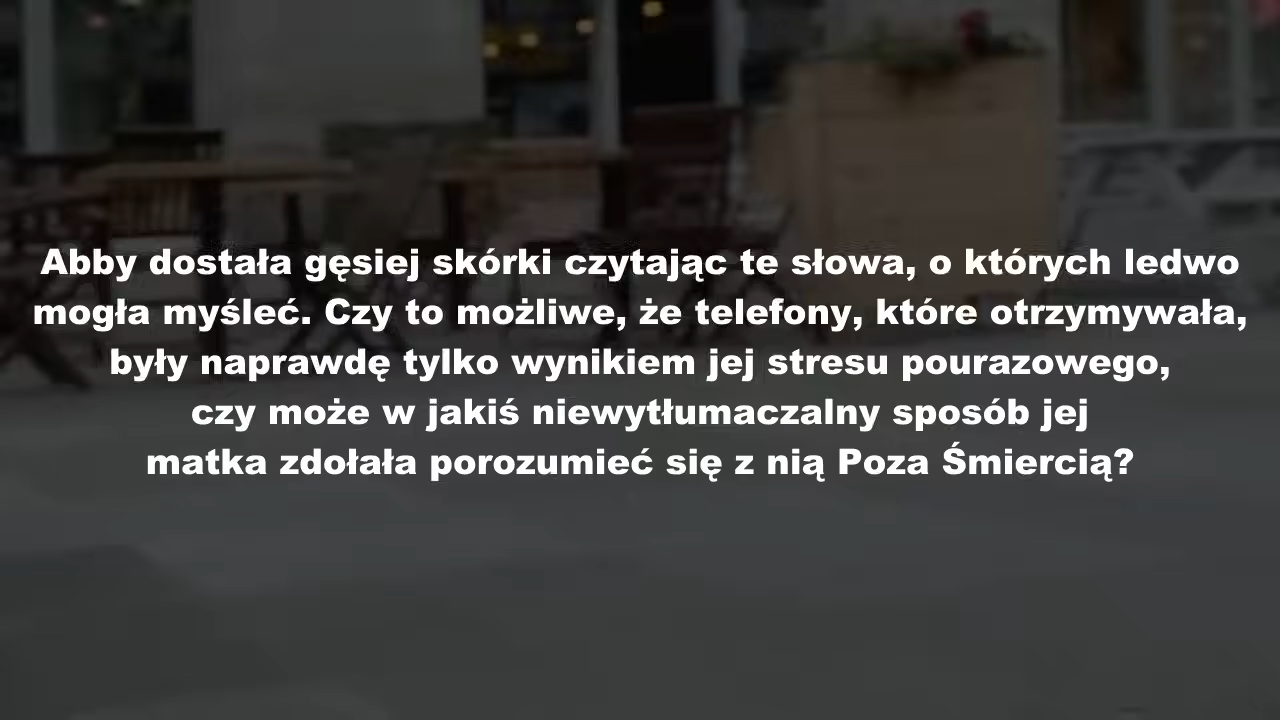 Abby dostała gęsiej skórki czytając te słowa, o których ledwo
mogła myśleć. Czy to możliwe, że telefony, które otrzymywała,
były naprawdę tylko wynikiem jej stresu pourazowego,
czy może w jakiś niewytłumaczalny sposób jej
matka zdołała porozumieć się z nią Poza Śmiercią?